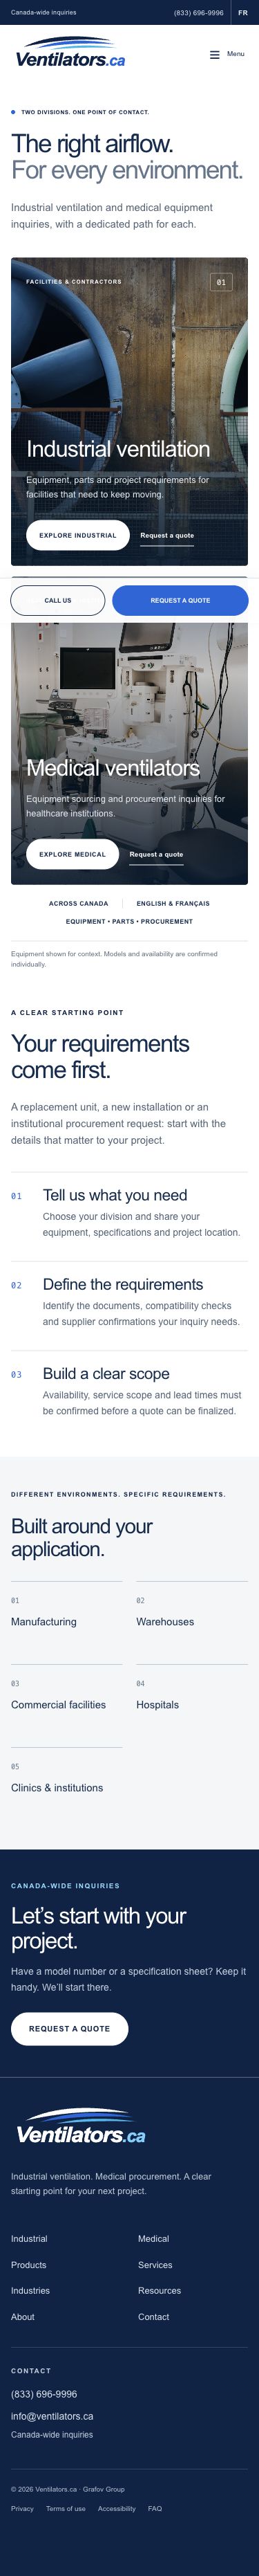 Canada-wide inquiries
(833) 696-9996
FR
Ventilators.ca
Menu
TWO DIVISIONS. ONE POINT OF CONTACT.
The right airflow.
For every environment.
Industrial ventilation and medical equipment
inquiries, with a dedicated path for each.
FACILITIES & CONTRACTORS
01
Industrial ventilation
Equipment, parts and project requirements for
facilities that need to keep moving.
EXPLORE INDUSTRIAL
Request a quote
CALL US
REQUEST A QUOTE
Medical ventilators
Equipment sourcing and procurement inquiries for
healthcare institutions.
EXPLORE MEDICAL
Request a quote
ACROSS CANADA
ENGLISH & FRANÇAIS
EQUIPMENT • PARTS • PROCUREMENT
Equipment shown for context. Models and availability are confirmed
individually.
A CLEAR STARTING POINT
Your requirements
come first.
A replacement unit, a new installation or an
institutional procurement request: start with the
details that matter to your project.
01
Tell us what you need
Choose your division and share your
equipment, specifications and project location.
02
Define the requirements
Identify the documents, compatibility checks
and supplier confirmations your inquiry needs.
03
Build a clear scope
Availability, service scope and lead times must
be confirmed before a quote can be finalized.
DIFFERENT ENVIRONMENTS. SPECIFIC REQUIREMENTS.
Built around your
application.
01
Manufacturing
02
Warehouses
03
Commercial facilities
04
Hospitals
05
Clinics & institutions
CANADA-WIDE INQUIRIES
Let’s start with your
project.
Have a model number or a specification sheet? Keep it
handy. We’ll start there.
REQUEST A QUOTE
Ventilators.ca
Industrial ventilation. Medical procurement. A clear
starting point for your next project.
Industrial
Medical
Products
Services
Industries
Resources
About
Contact
CONTACT
(833) 696-9996
info@ventilators.ca
Canada-wide inquiries
© 2026 Ventilators.ca · Grafov Group
Privacy
Terms of use
Accessibility
FAQ